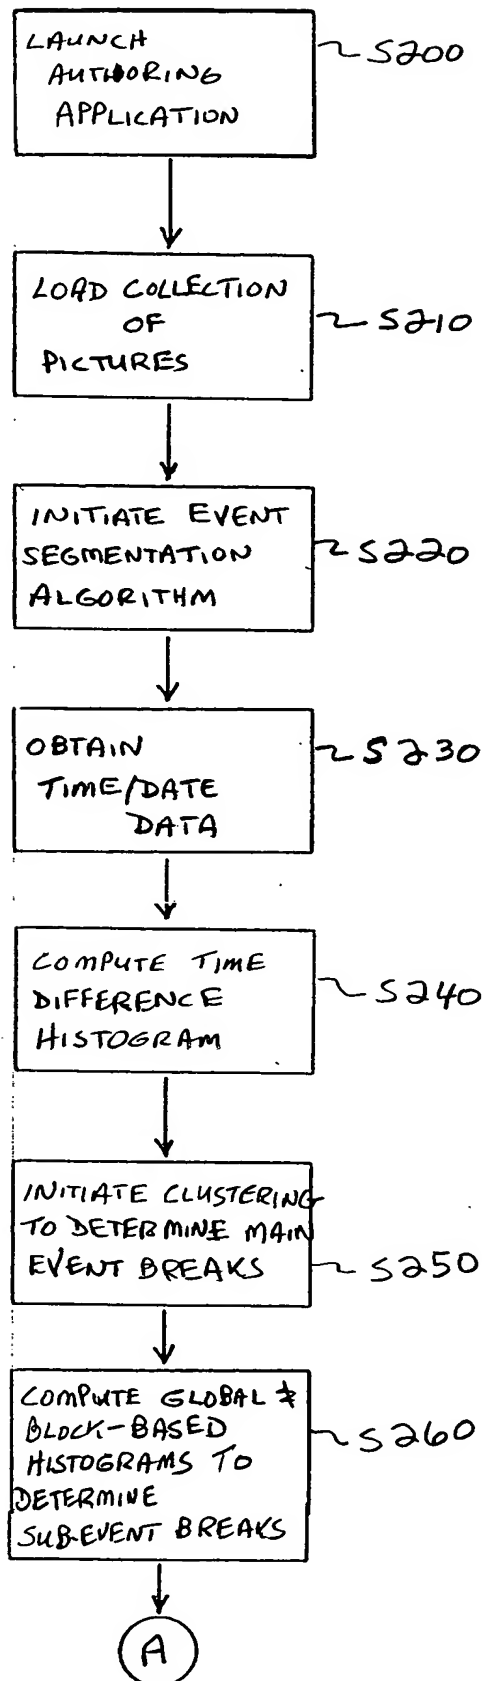 LAUNCH
AUTHORING
APPLICATION
S200
LOAD COLLECTION
OF
PICTURES
S210
INITIATE EVENT
SEGMENTATION
ALGORITHM
S220
OBTAIN
TIME/DATE
DATA
S230
COMPUTE TIME
DIFFERENCE
HISTOGRAM
S240
INITIATE CLUSTERING
TO DETERMINE MAIN
EVENT BREAKS
S250
COMPUTE GLOBAL &
BLOCK-BASED
HISTOGRAMS TO
DETERMINE
SUB-EVENT BREAKS
S260
A